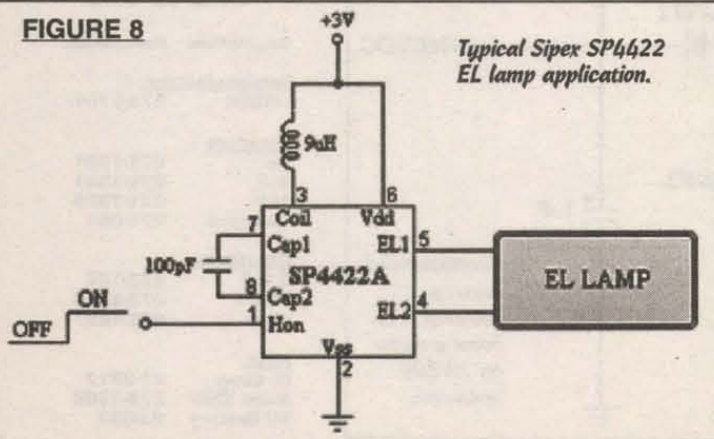 FIGURE 8
+3V
Typical Sipex SP4422
EL lamp application.
9uH
3
6
Coil
Vdd
7
Cap1
EL1
5
100pF
SP4422A
EL LAMP
8
Cap2
EL2
4
ON
OFF
1
Hon
Vss
2